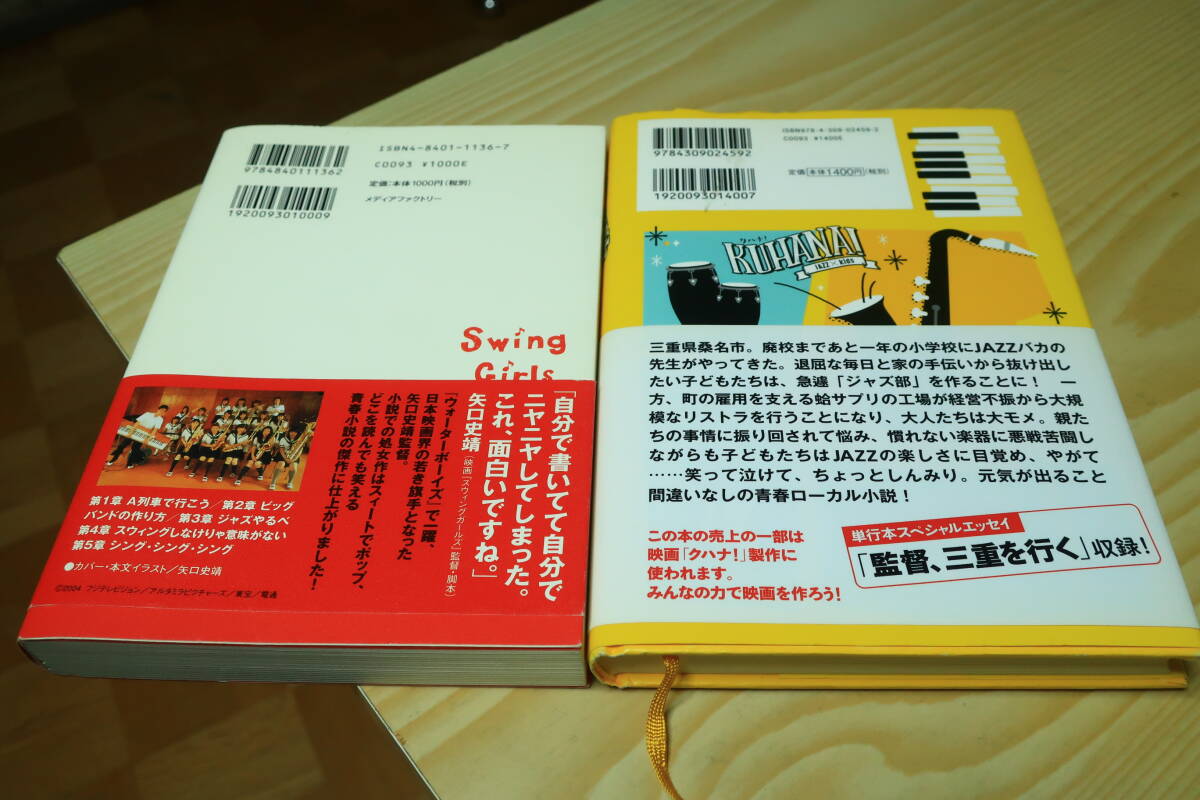 ISBN4-8401-1136-7
C0093 ¥1000E
9784840111362
定価:本体1000円(税別)
メディアファクトリー
1920093010009
Swing
Girls
「自分で書いてて自分で
ニヤニヤしてしまった。
これ、面白いですね。」
矢口史靖(映画『スウィングガールズ』監督・脚本)
『ウォーターボーイズ』で一躍、
日本映画界の若き旗手となった
矢口史靖監督。
小説での処女作はスイートでポップ、
どこを読んでも笑える
青春小説の傑作に仕上がりました!
第1章 A列車で行こう/第2章 ビッグ
バンドの作り方/第3章 ジャズやるべ
第4章 スウィングしなけりゃ意味がない
第5章 シング・シング・シング
●カバー・本文イラスト/矢口史靖
©2004 フジテレビジョン/アルタミラピクチャーズ/東宝/電通
ISBN978-4-309-02459-2
C0093 ¥1400E
9784309024592
定価 本体1400円(税別)
1920093014007
クハナ!
KUHANA!
JAZZ×KIDS
三重県桑名市。廃校まであと一年の小学校にJAZZバカの
先生がやってきた。退屈な毎日と家の手伝いから抜け出し
たい子どもたちは、急遽「ジャズ部」を作ることに! 一
方、町の雇用を支える蛤サプリの工場が経営不振から大規
模なリストラを行うことになり、大人たちは大モメ。親た
ちの事情に振り回されて悩み、慣れない楽器に悪戦苦闘し
ながらも子どもたちはJAZZの楽しさに目覚め、やがて
……笑って泣けて、ちょっとしんみり。元気が出ること
間違いなしの青春ローカル小説!
この本の売上の一部は
映画「クハナ!」製作に
使われます。
みんなの力で映画を作ろう!
単行本スペシャルエッセイ
「監督、三重を行く」収録!